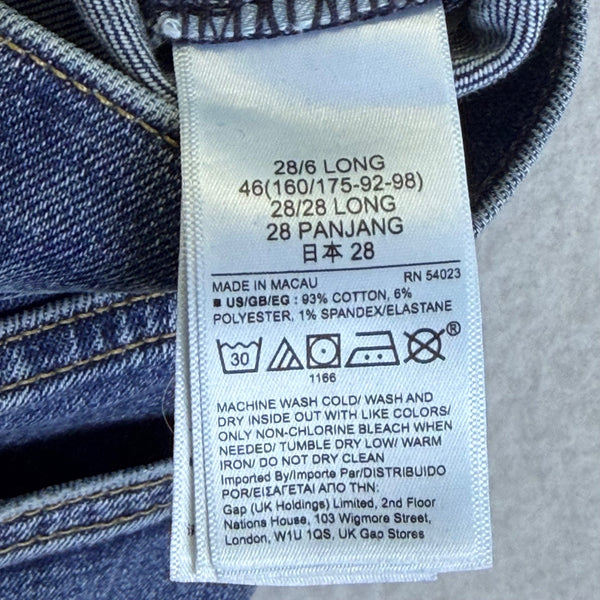 28/6 LONG
46(160/175-92-98)
28/28 LONG
28 PANJANG
日本 28
MADE IN MACAU RN 54023
■ US/GB/EG : 93% COTTON, 6%
POLYESTER, 1% SPANDEX/ELASTANE
30 ®
1166
MACHINE WASH COLD/ WASH AND
DRY INSIDE OUT WITH LIKE COLORS/
ONLY NON-CHLORINE BLEACH WHEN
NEEDED/ TUMBLE DRY LOW/ WARM
IRON/ DO NOT DRY CLEAN
Imported By/Importe Par/DISTRIBUIDO
POR/ΕΙΣΑΓΕΤΑΙ ΑΠΟ ΤΗΝ:
Gap (UK Holdings) Limited, 2nd Floor
Nations House, 103 Wigmore Street,
London, W1U 1QS, UK Gap Stores